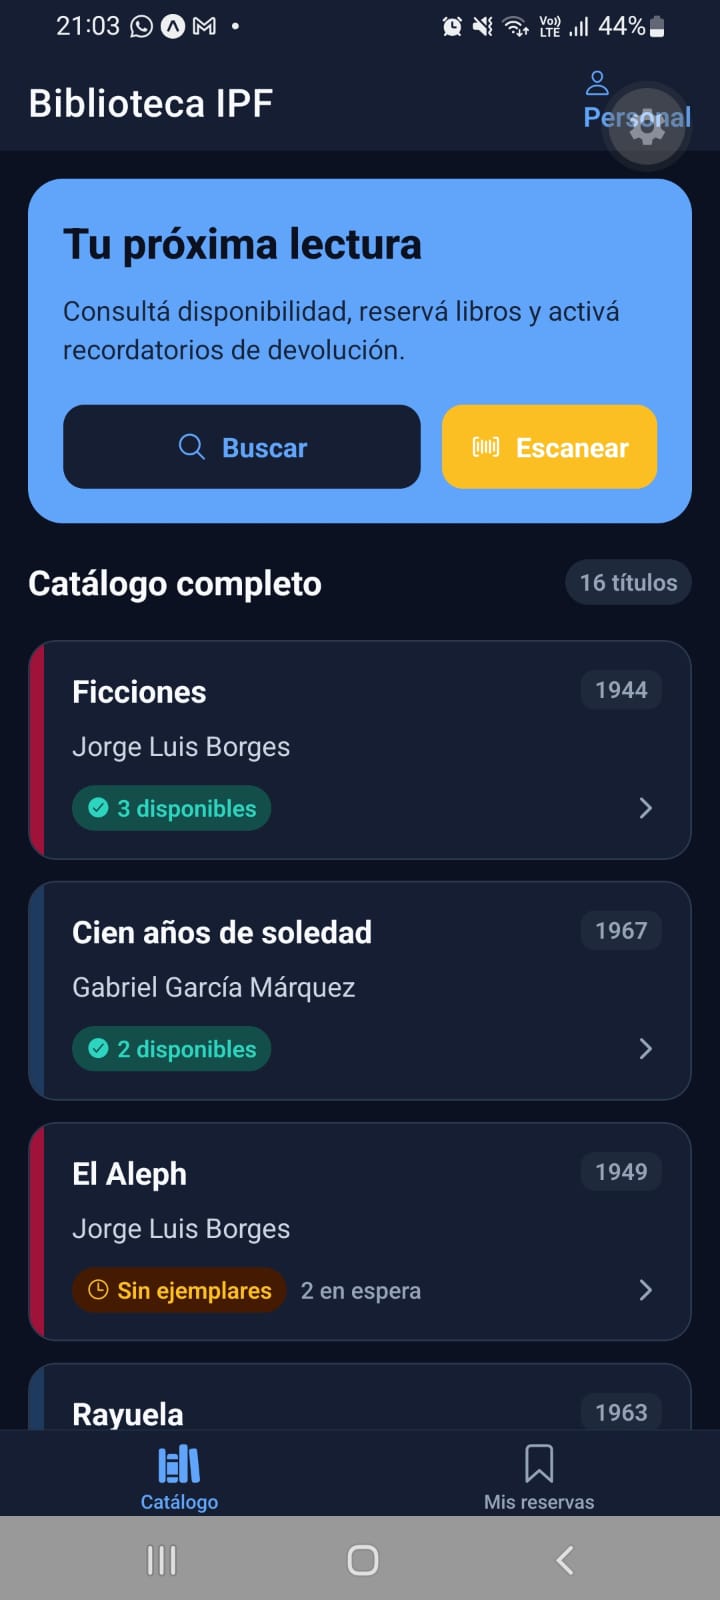 21:03
Vo)) LTE 44%
Biblioteca IPF
Personal
Tu próxima lectura
Consultá disponibilidad, reservá libros y activá
recordatorios de devolución.
Buscar
Escanear
Catálogo completo
16 títulos
Ficciones
1944
Jorge Luis Borges
3 disponibles
Cien años de soledad
1967
Gabriel García Márquez
2 disponibles
El Aleph
1949
Jorge Luis Borges
Sin ejemplares 2 en espera
Rayuela
1963
Catálogo
Mis reservas